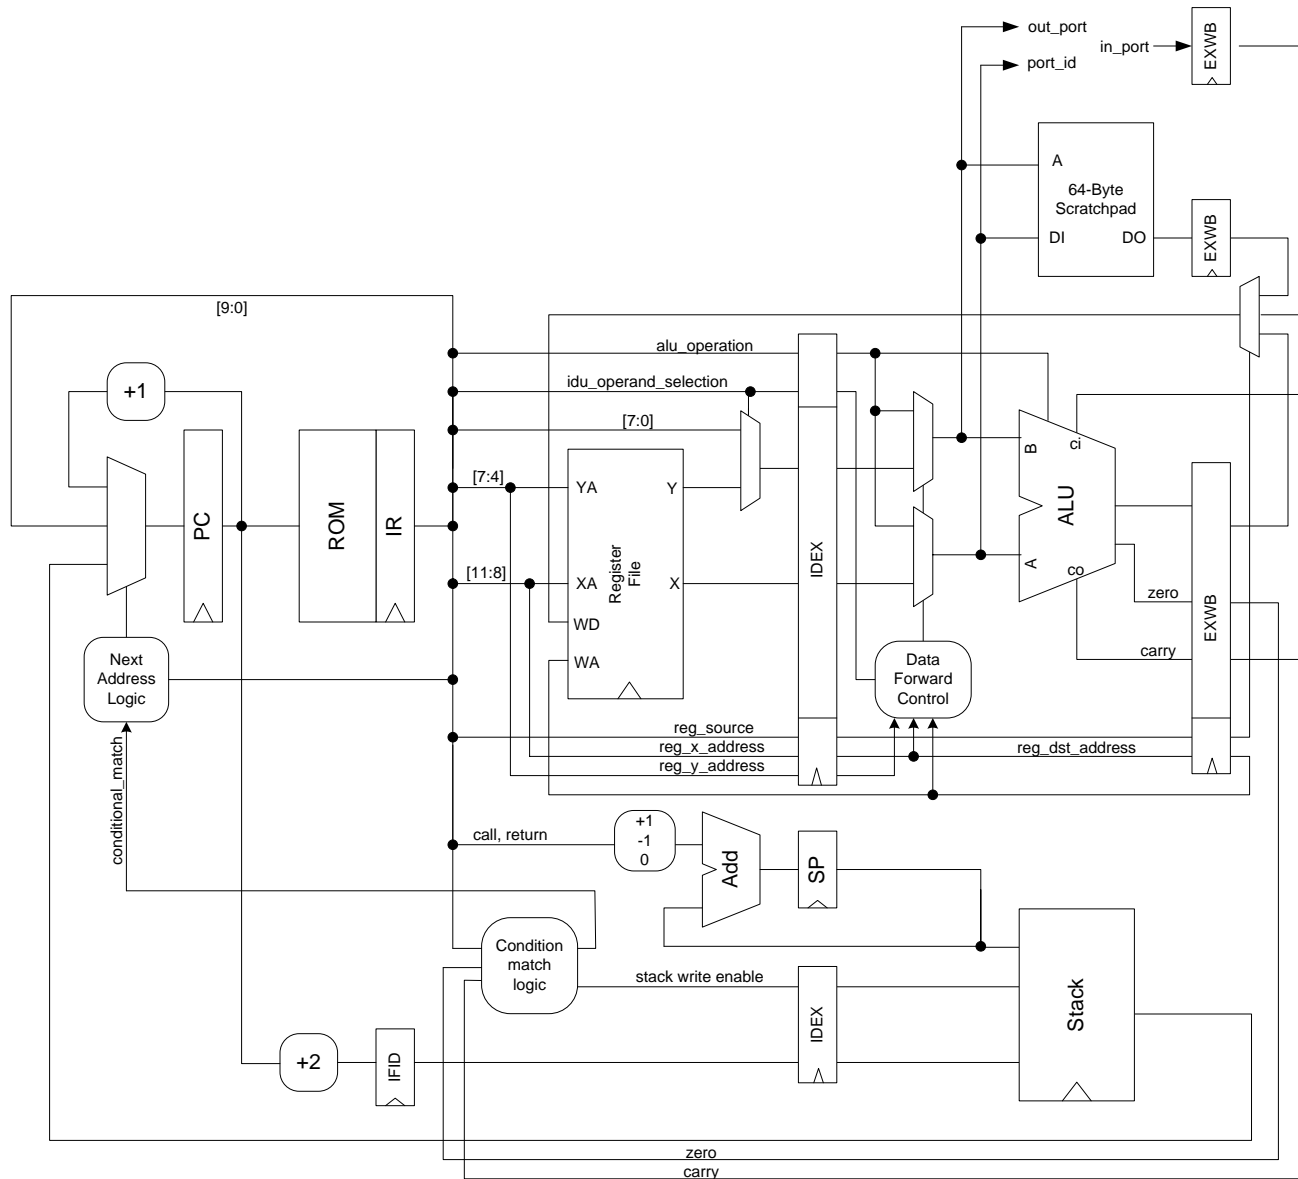 out_port
in_port
EXWB
port_id
A
64-Byte
Scratchpad
DI
DO
EXWB
[9:0]
alu_operation
+1
idu_operand_selection
[7:0]
B
ci
[7:4]
YA
Y
PC
ROM
IR
ALU
IDEX
Register
File
[11:8]
XA
X
A
co
zero
WD
EXWB
WA
carry
Next
Address
Logic
Data
Forward
Control
reg_source
reg_x_address
reg_dst_address
reg_y_address
conditional_match
call, return
+1
-1
0
Add
SP
Condition
match
logic
stack write enable
Stack
IDEX
+2
IFID
zero
carry